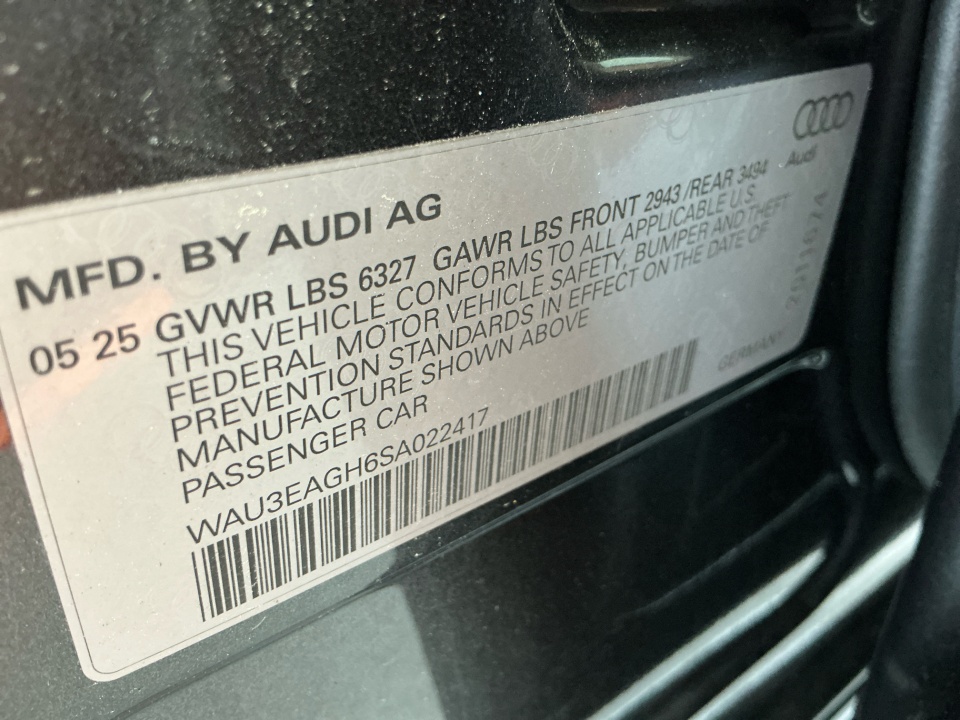 MFD. BY AUDI AG
05 25 GVWR LBS 6327 GAWR LBS FRONT 2943 /REAR 3494
THIS VEHICLE CONFORMS TO ALL APPLICABLE U.S.
FEDERAL MOTOR VEHICLE SAFETY, BUMPER AND THEFT
PREVENTION STANDARDS IN EFFECT ON THE DATE OF
MANUFACTURE SHOWN ABOVE
PASSENGER CAR
WAU3EAGH6SA022417
Audi
GERMANY